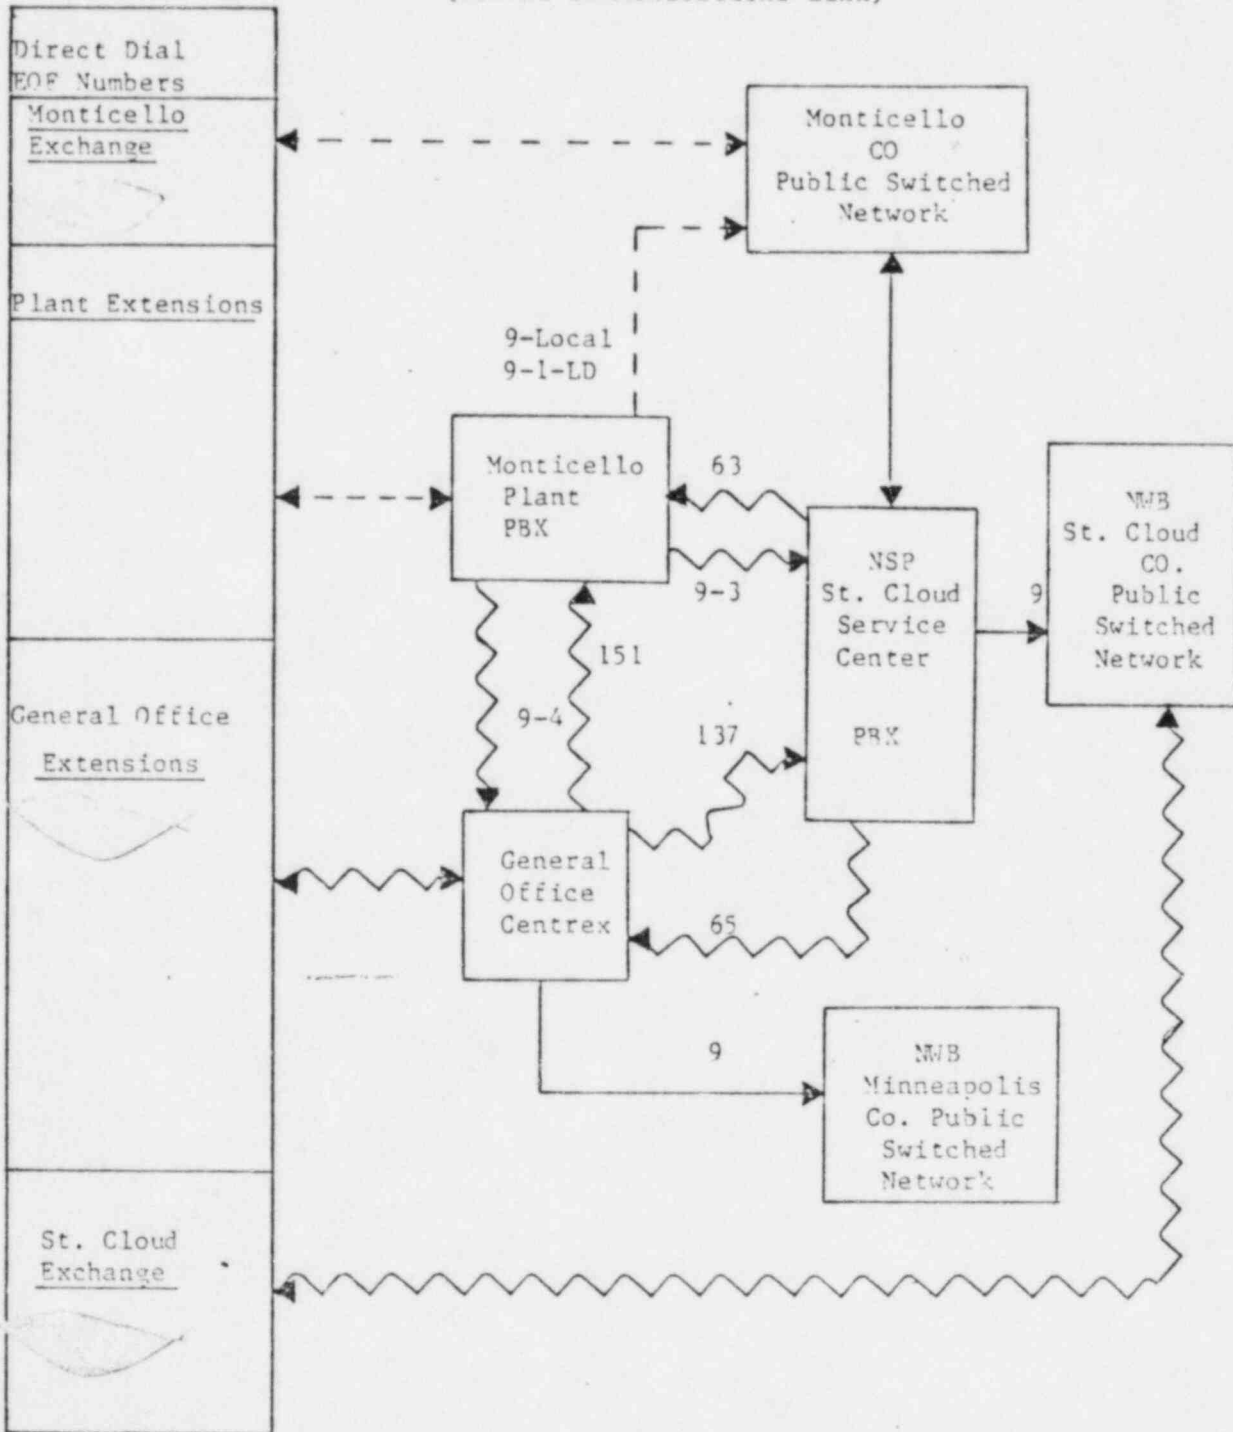 Direct Dial
EOF Numbers
Monticello
Exchange
Plant Extensions
General Office
Extensions
St. Cloud
Exchange
Monticello
CO
Public Switched
Network
9-Local
9-1-LD
Monticello
Plant
PBX
63
9-3
NSP
St. Cloud
Service
Center
PBX
9
NWB
St. Cloud
CO.
Public
Switched
Network
151
9-4
137
General
Office
Centrex
65
9
NWB
Minneapolis
Co. Public
Switched
Network